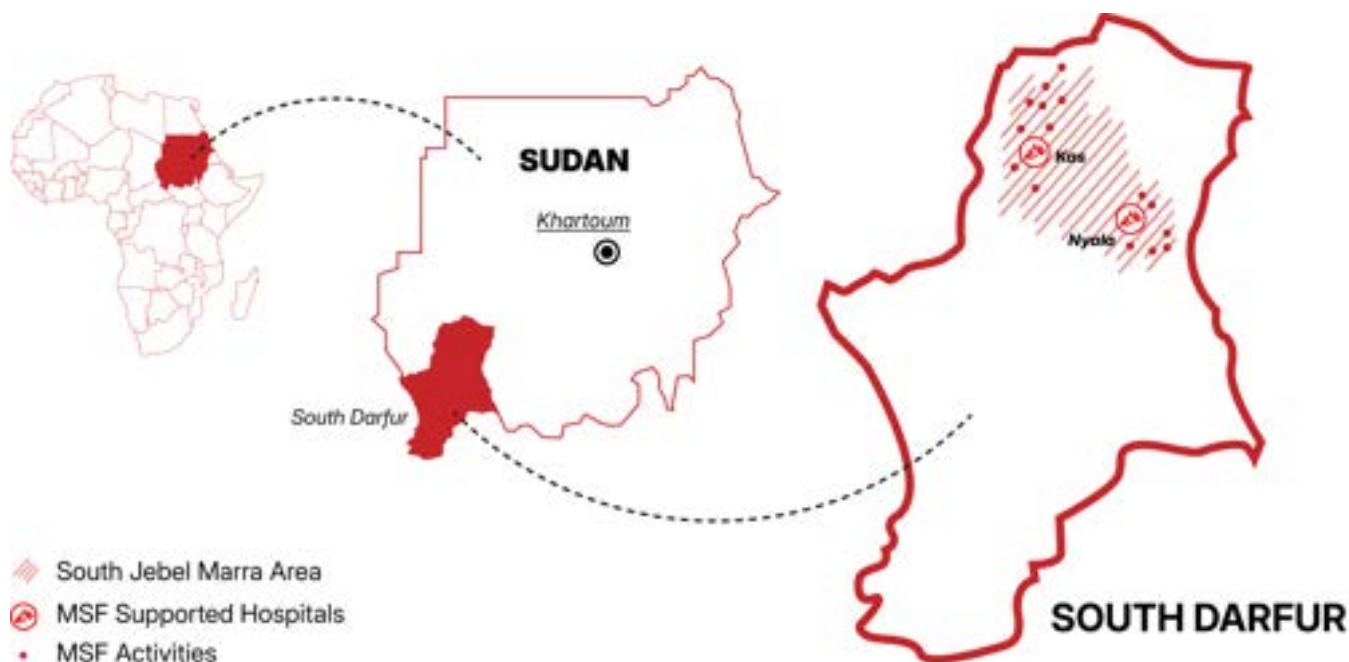 SUDAN
Khartoum
South Darfur
Kas
Nyala
South Jebel Marra Area
MSF Supported Hospitals
MSF Activities
SOUTH DARFUR